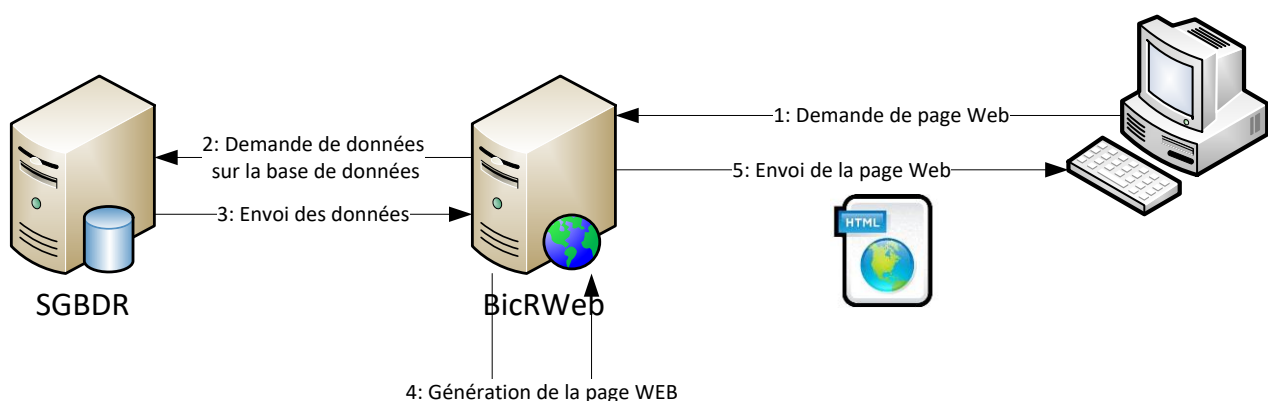 1: Demande de page Web
2: Demande de données
sur la base de données
5: Envoi de la page Web
3: Envoi des données
HTML
SGBDR
BicRWeb
4: Génération de la page WEB